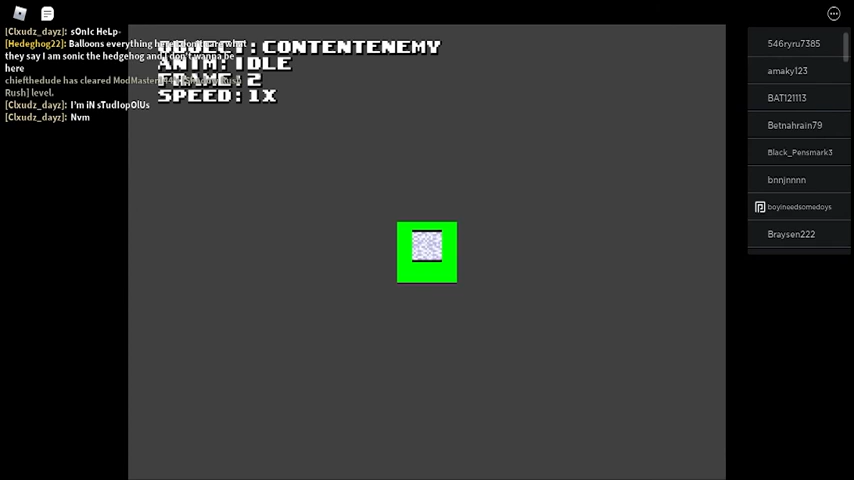 [Clxudz_dayz]: sOnIc HeLp-
[Hedeghog22]: Balloons everything here
they say I am sonic the hedgehog and I don't wanna be
here
chiefthedude has cleared ModMaster
Rush] level.
[Clxudz_dayz]: I'm iN sTudIopOlUs
[Clxudz_dayz]: Nvm
OBJECT:CONTENTENEMY
ANIM:IDLE
FRAME:2
SPEED:1X
546ryru7385
amaky123
BAT121113
Betnahrain79
Black_Pensmark3
bnnjnnnn
boyineedsomedoys
Braysen222